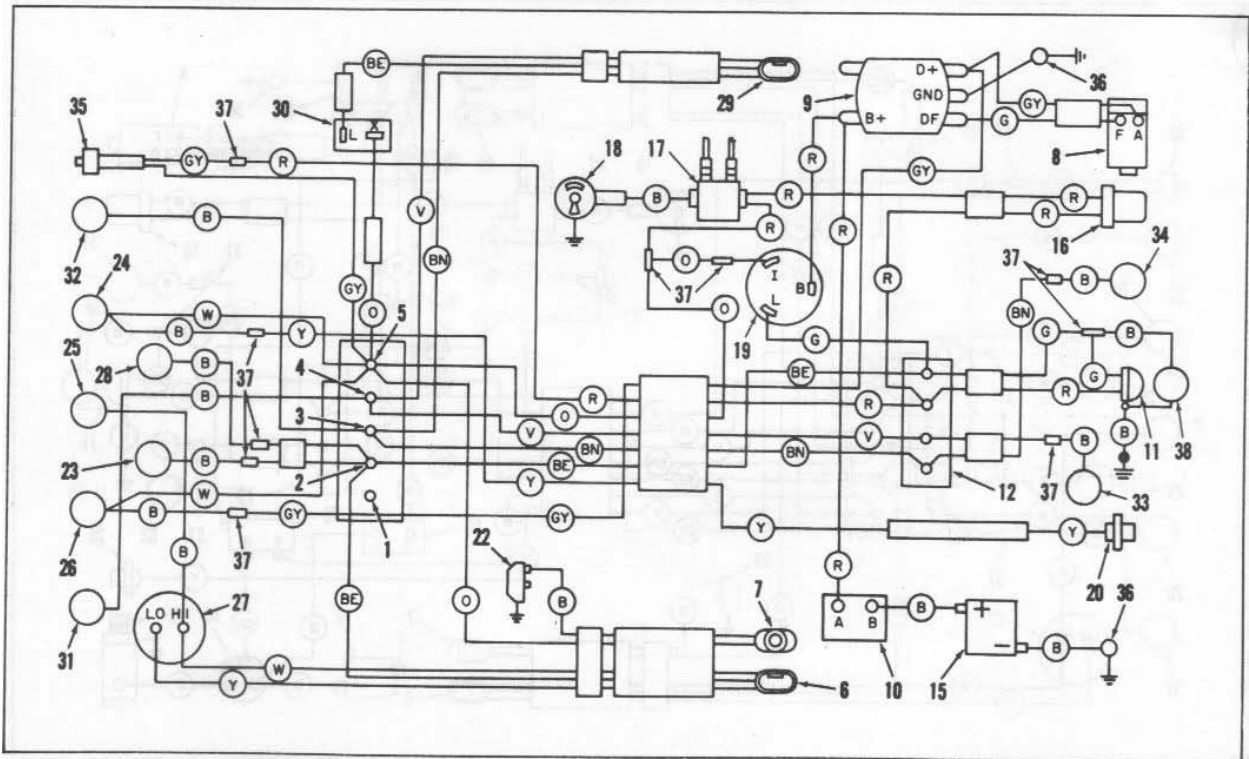 BE
D+
30
29
9
GND
36
35
37
B+
DF
GY
F A
L
18
17
GY
8
GY
R
R
B
R
R
V
R
R
16
34
B
32
24
BN
O
I
37
B
R
37
B
GY
O
L
O
BN
W
5
19
G
G
B
B
Y
25
4
BE
G
28
B
37
37
B
3
R
R
R
O
V
V
B
11
38
BN
BN
B
23
B
2
BE
37
W
Y
12
33
B
GY
GY
1
22
Y
Y
26
37
B
20
R
7
36
LO HI
27
BE
O
B
A
B
B
+
31
−
B
W
Y
6
10
15